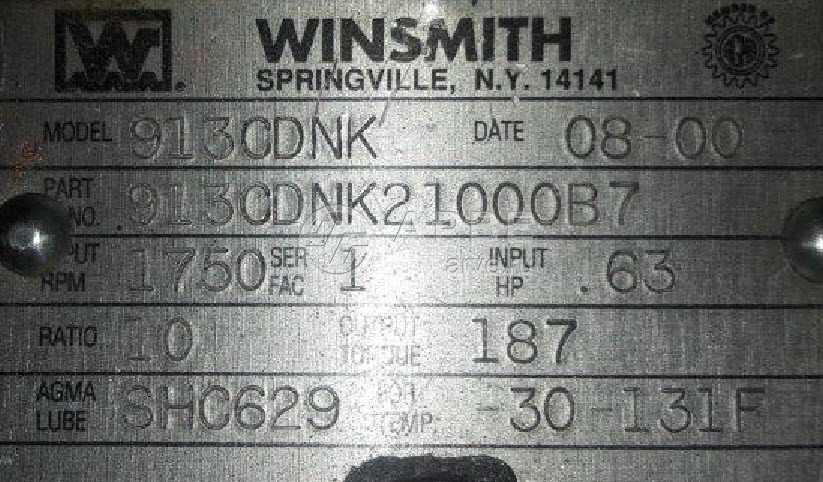 W.
WINSMITH
SPRINGVILLE, N.Y. 14141
MODEL 913CDNK DATE 08-00
PART NO. 913CDNK21000B7
RPM 1750 SER FAC 1 INPUT HP .63
RATIO 10 OUTPUT TORQUE 187
AGMA LUBE SHC629 TEMP. -30-131F